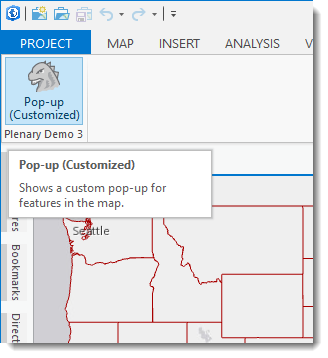 PROJECT MAP INSERT ANALYSIS V
Pop-up
(Customized)
Plenary Demo 3
Pop-up (Customized)
Shows a custom pop-up for
features in the map.
Seattle
res
Bookmarks
Direct